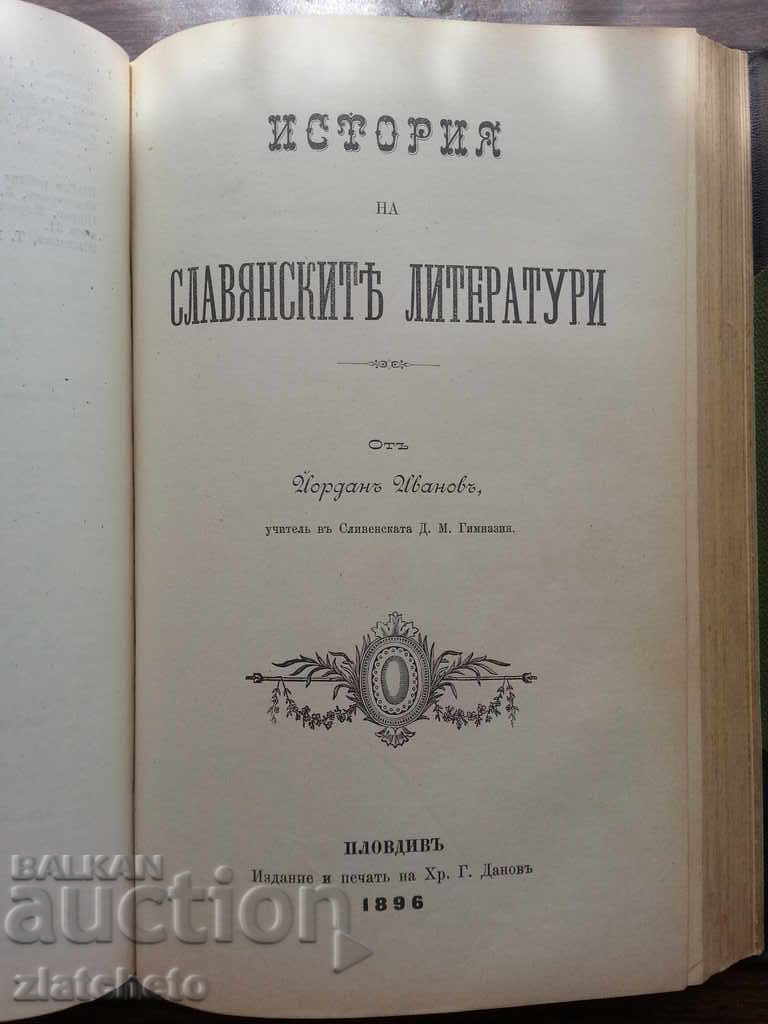 ИСТОРИЯ
НА
СЛАВЯНСКИТѢ ЛИТЕРАТУРИ
Отъ
Йорданъ Ивановъ,
учитель въ Сливенската Д. М. Гимназия.
ПЛОВДИВЪ
Издание и печать на Хр. Г. Дановъ
1896
BALKAN
auction
zlatcheto